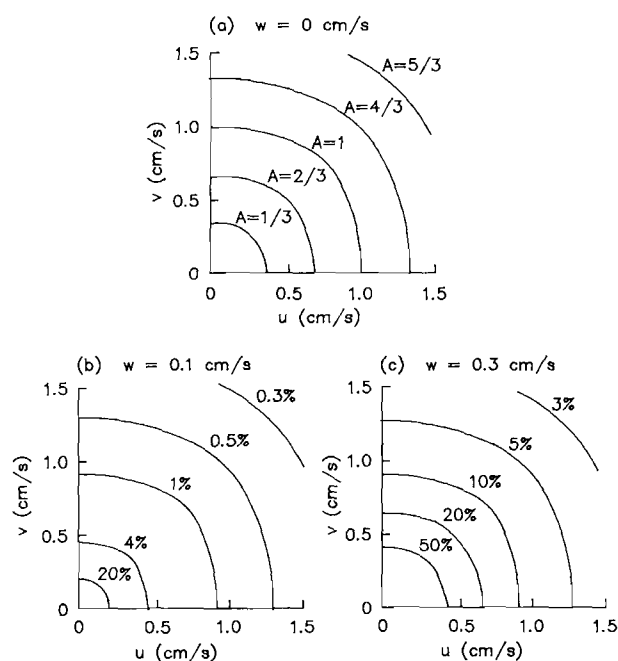 (a) w = 0 cm/s
1.5
1.0
0.5
0
v (cm/s)
A=5/3
A=4/3
A=1
A=2/3
A=1/3
0 0.5 1.0 1.5
u (cm/s)
(b) w = 0.1 cm/s
1.5
1.0
0.5
0
v (cm/s)
0.3%
0.5%
1%
4%
20%
0 0.5 1.0 1.5
u (cm/s)
(c) w = 0.3 cm/s
1.5
1.0
0.5
0
v (cm/s)
3%
5%
10%
20%
50%
0 0.5 1.0 1.5
u (cm/s)